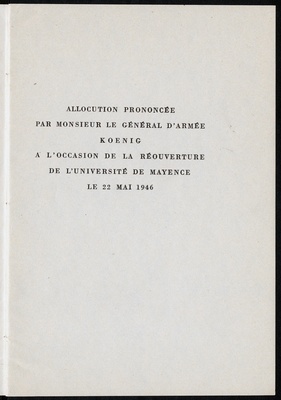 ALLOCUTION PRONONCÉE
PAR MONSIEUR LE GÉNÉRAL D'ARMÉE
KOENIG
A L'OCCASION DE LA RÉOUVERTURE
DE L'UNIVERSITÉ DE MAYENCE
LE 22 MAI 1946